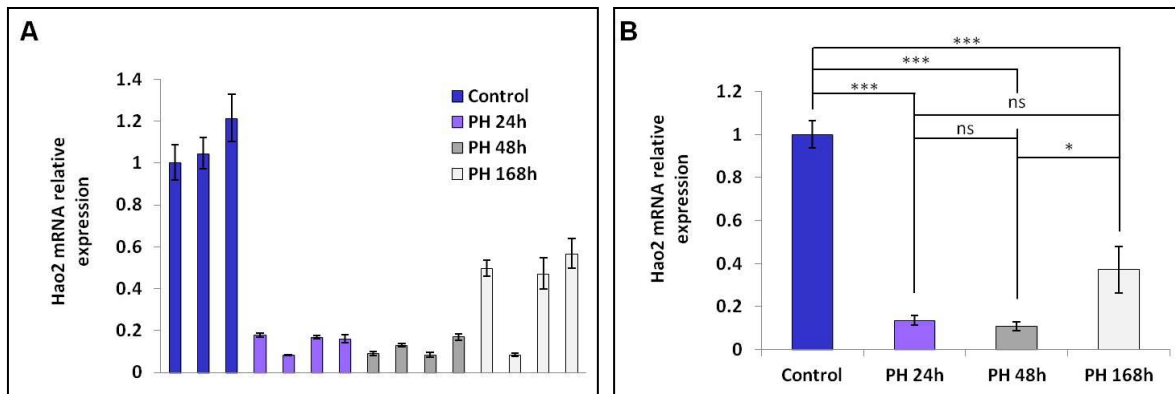 A
Hao2 mRNA relative
expression
1.4
1.2
1
0.8
0.6
0.4
0.2
0
Control
PH 24h
PH 48h
PH 168h
B
Hao2 mRNA relative
expression
1.2
1
0.8
0.6
0.4
0.2
0
***
***
***
ns
ns
*
Control PH 24h PH 48h PH 168h